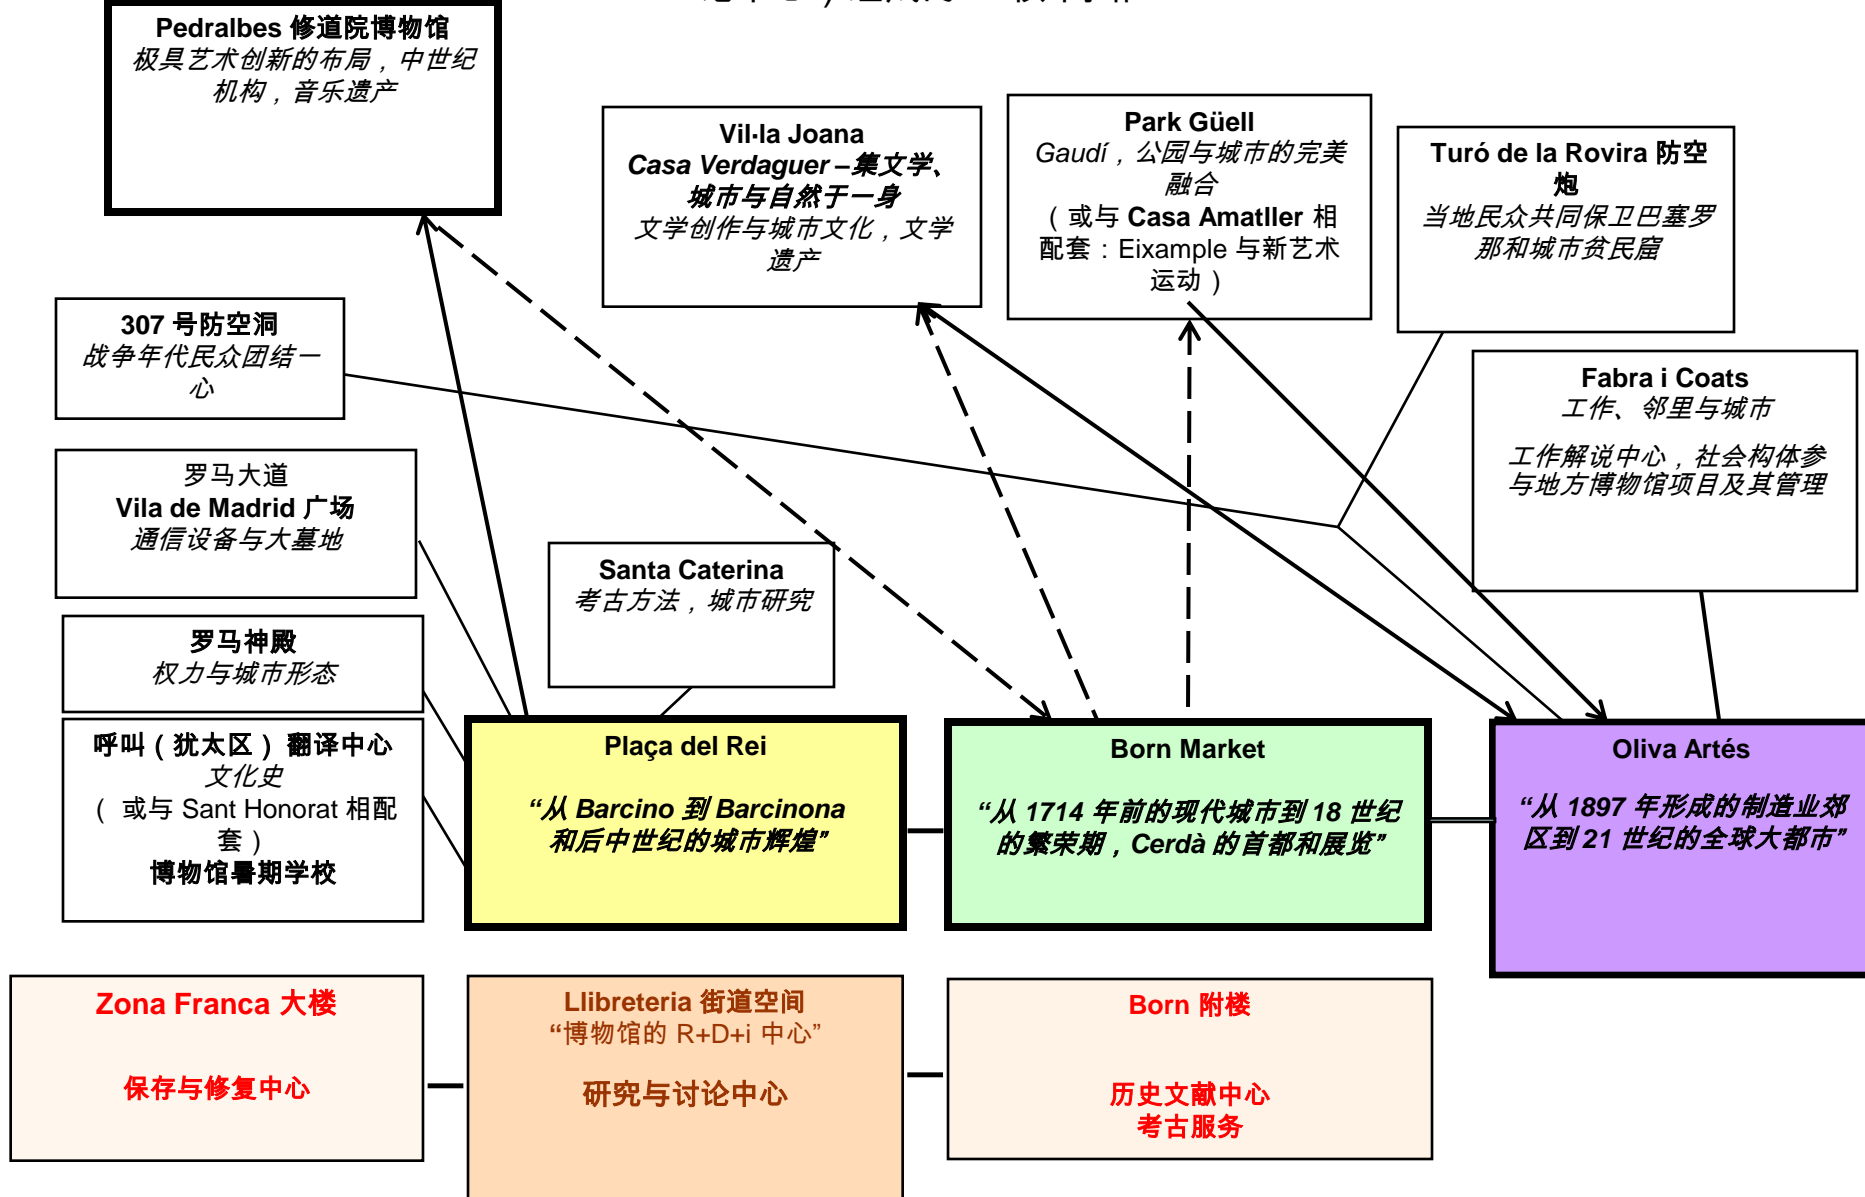 Pedralbes 修道院博物馆
极具艺术创新的布局，中世纪
机构，音乐遗产
Vil·la Joana
Casa Verdaguer –集文学、
城市与自然于一身
文学创作与城市文化，文学
遗产
Park Güell
Gaudí，公园与城市的完美
融合
（或与 Casa Amatller 相
配套：Eixample 与新艺术
运动）
Turó de la Rovira 防空
炮
当地民众共同保卫巴塞罗
那和城市贫民窟
307 号防空洞
战争年代民众团结一
心
Fabra i Coats
工作、邻里与城市
工作解说中心，社会构体参
与地方博物馆项目及其管理
罗马大道
Vila de Madrid 广场
通信设备与大墓地
Santa Caterina
考古方法，城市研究
罗马神殿
权力与城市形态
呼叫（犹太区）翻译中心
文化史
（ 或与 Sant Honorat 相配
套）
博物馆暑期学校
Plaça del Rei
“从 Barcino 到 Barcinona
和后中世纪的城市辉煌”
Born Market
“从 1714 年前的现代城市到 18 世纪
的繁荣期，Cerdà 的首都和展览”
Oliva Artés
“从 1897 年形成的制造业郊
区到 21 世纪的全球大都市”
Zona Franca 大楼
保存与修复中心
Llibreteria 街道空间
“博物馆的 R+D+i 中心”
研究与讨论中心
Born 附楼
历史文献中心
考古服务